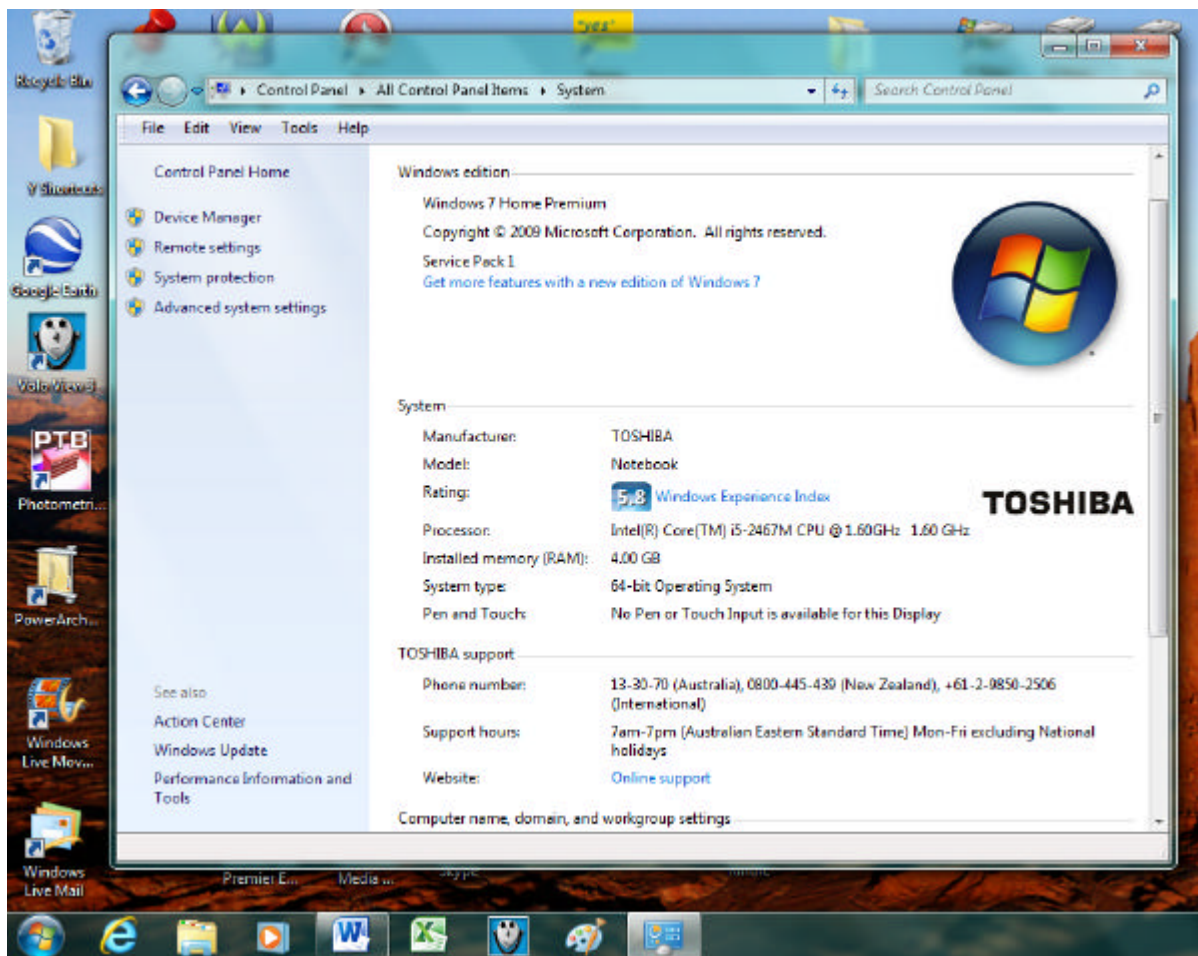 "yes"
Recycle Bin
Control Panel All Control Panel Items System
Search Control Panel
File Edit View Tools Help
Control Panel Home
Device Manager
Remote settings
System protection
Advanced system settings
See also
Action Center
Windows Update
Performance Information and
Tools
Windows edition
Windows 7 Home Premium
Copyright © 2009 Microsoft Corporation. All rights reserved.
Service Pack 1
Get more features with a new edition of Windows 7
System
Manufacturer: TOSHIBA
Model: Notebook
Rating: 5,8 Windows Experience Index
TOSHIBA
Processor: Intel(R) Core(TM) i5-2467M CPU @ 1.60GHz 1.60 GHz
Installed memory (RAM): 4.00 GB
System type: 64-bit Operating System
Pen and Touch: No Pen or Touch Input is available for this Display
TOSHIBA support
Phone number: 13-30-70 (Australia), 0800-445-439 (New Zealand), +61-2-9850-2506
(International)
Support hours: 7am-7pm (Australian Eastern Standard Time) Mon-Fri excluding National
holidays
Website: Online support
Computer name, domain, and workgroup settings
V Shortcuts
Google Earth
Volo View 3
PTB
Photometri...
PowerArch...
Windows
Live Mov...
Windows
Live Mail
Premier E...
Media ...
Skype